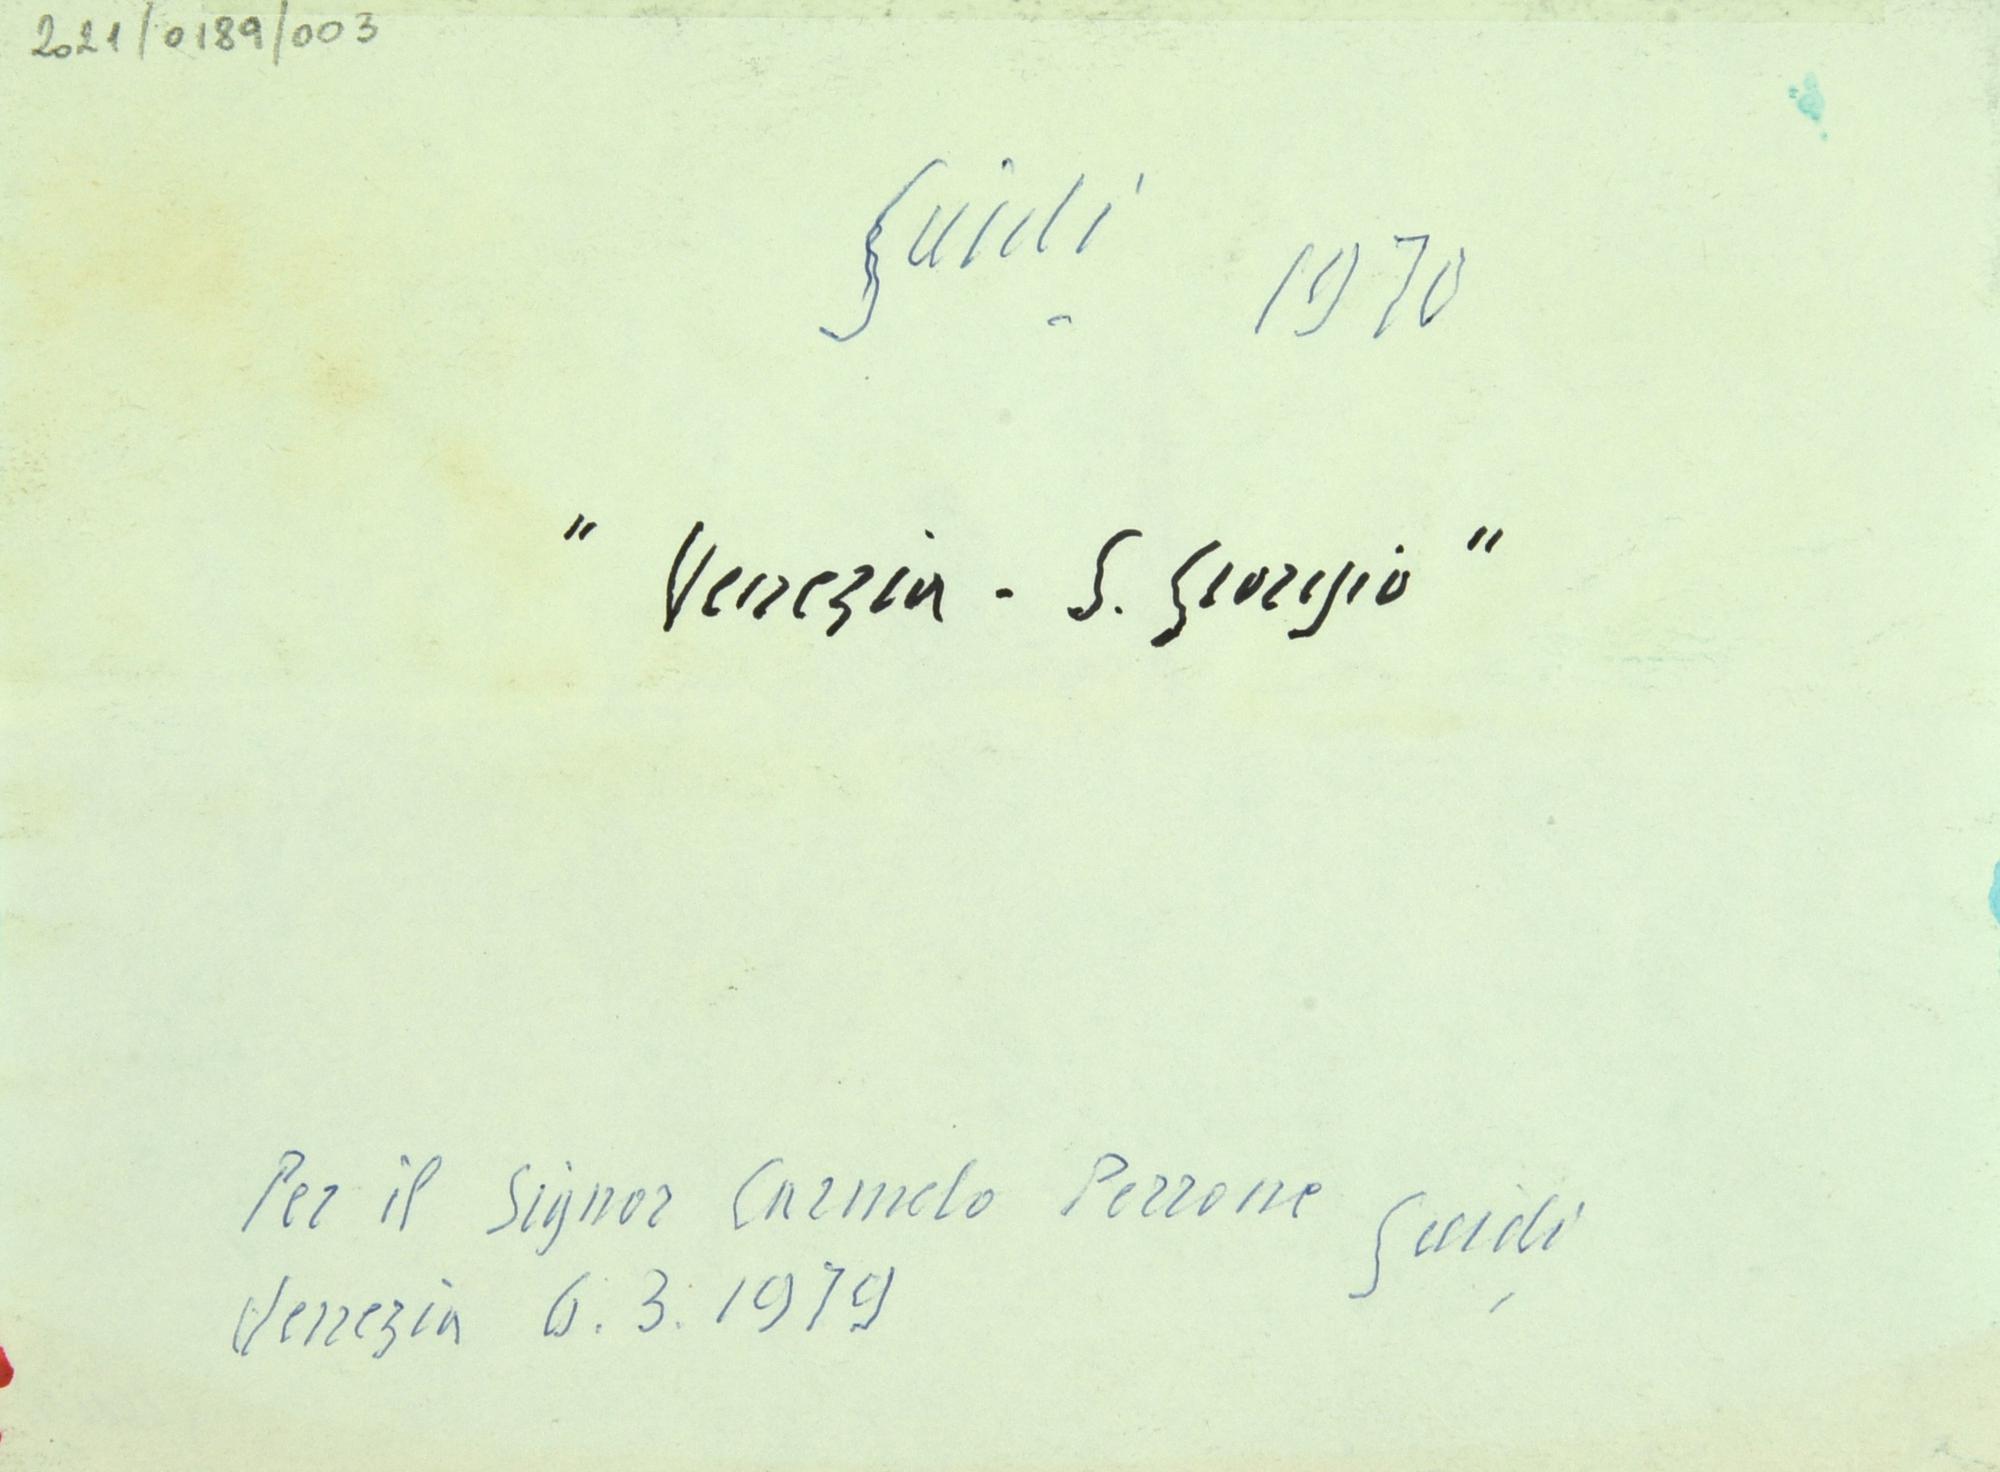 2021/0189/003
Guidi 1970
" Venezia - S. Giorgio "
Per il Signor Carmelo Perrone Guidi
Venezia 6.3.1979